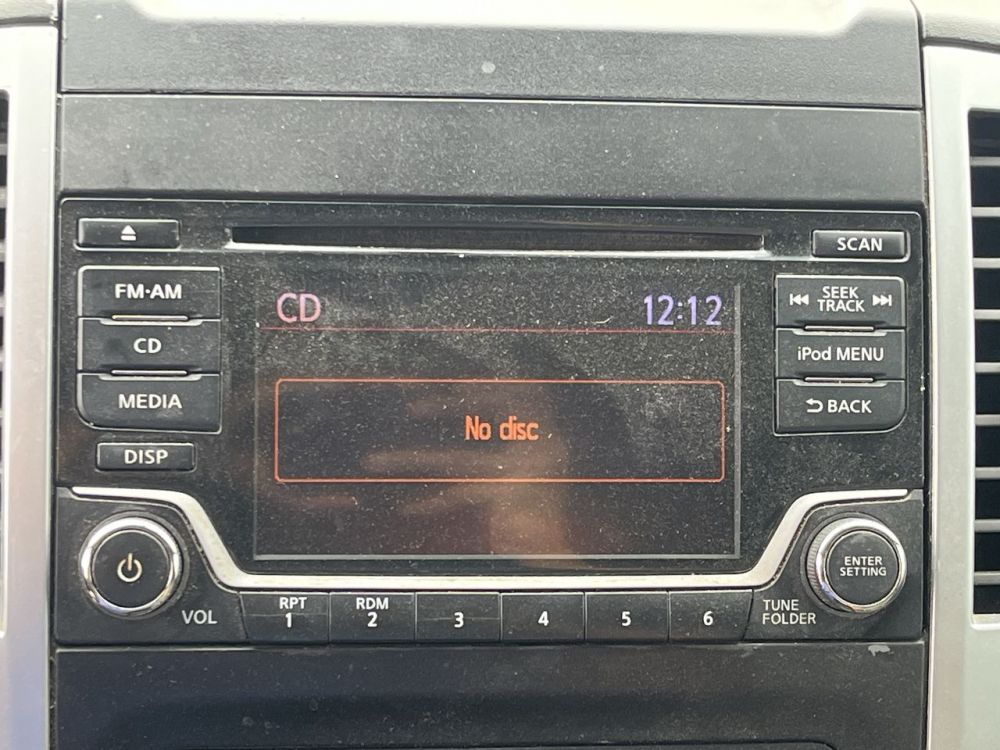 SCAN
FM·AM
CD
MEDIA
DISP
CD 12:12
No disc
SEEK
TRACK
iPod MENU
BACK
VOL
RPT
1
RDM
2
3
4
5
6
TUNE
FOLDER
ENTER
SETTING